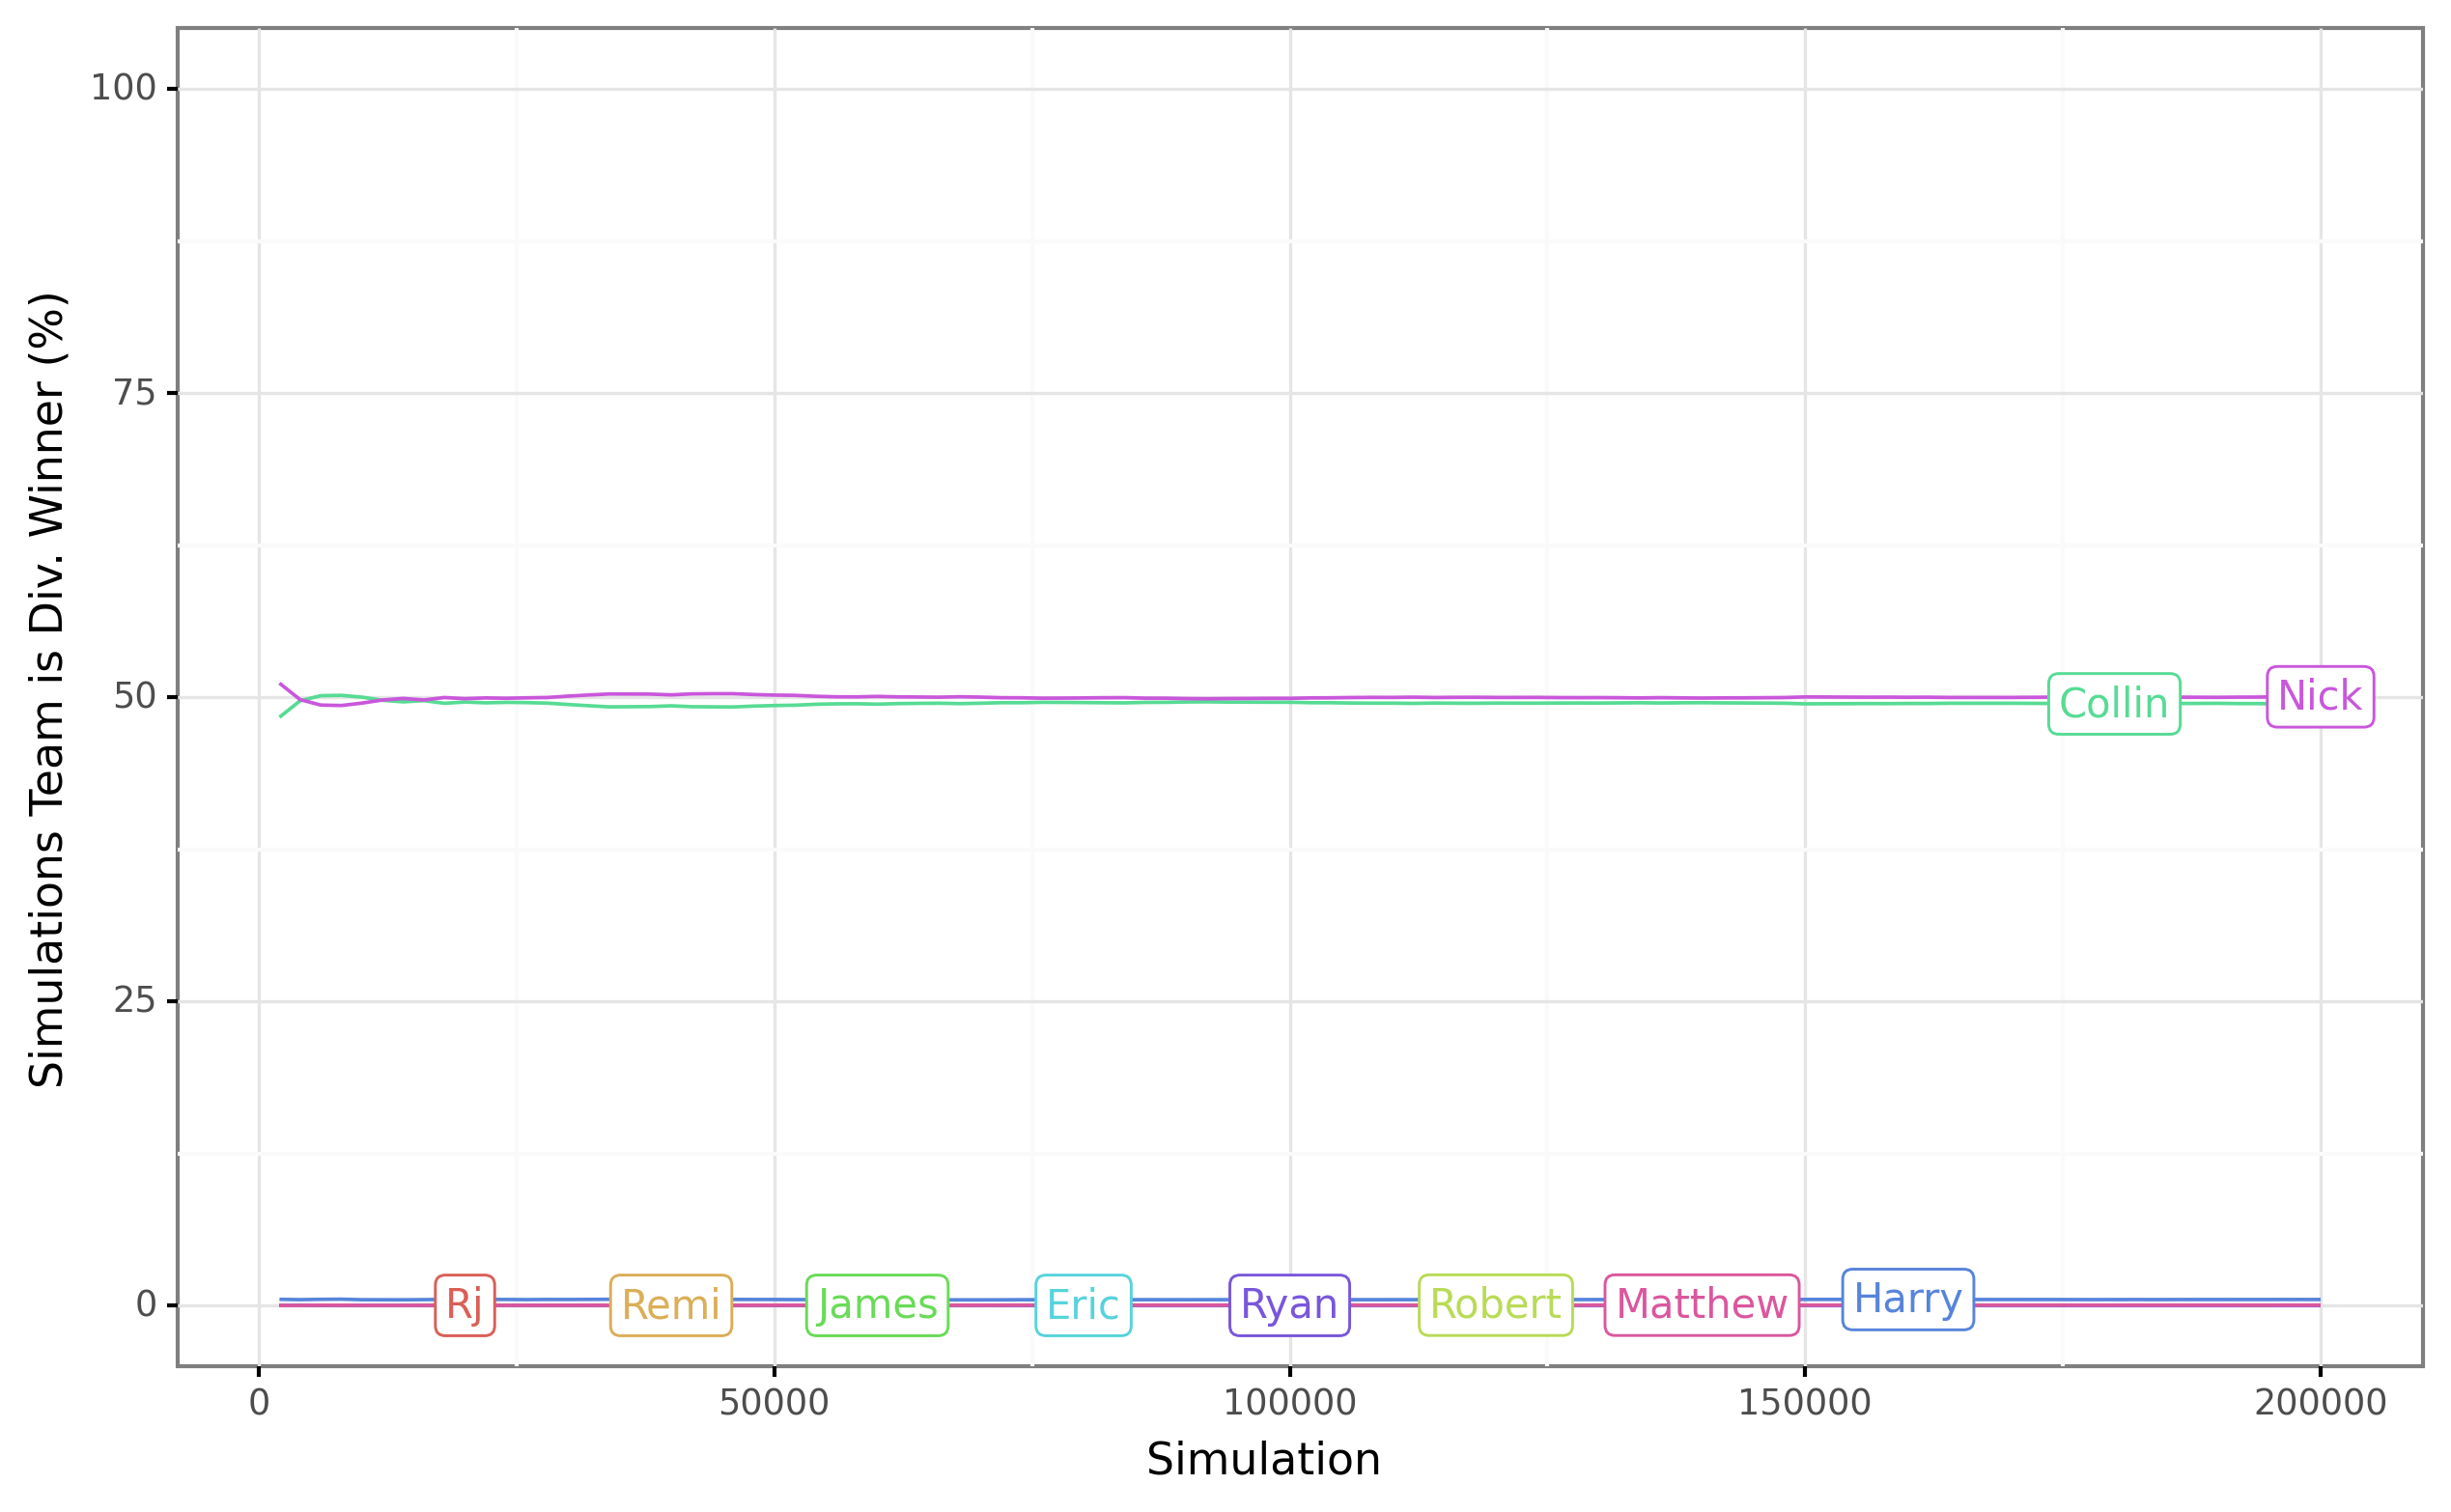 Simulations Team is Div. Winner (%)
100
75
50
25
0
Collin
Nick
Rj
Remi
James
Eric
Ryan
Robert
Matthew
Harry
0
50000
100000
150000
200000
Simulation